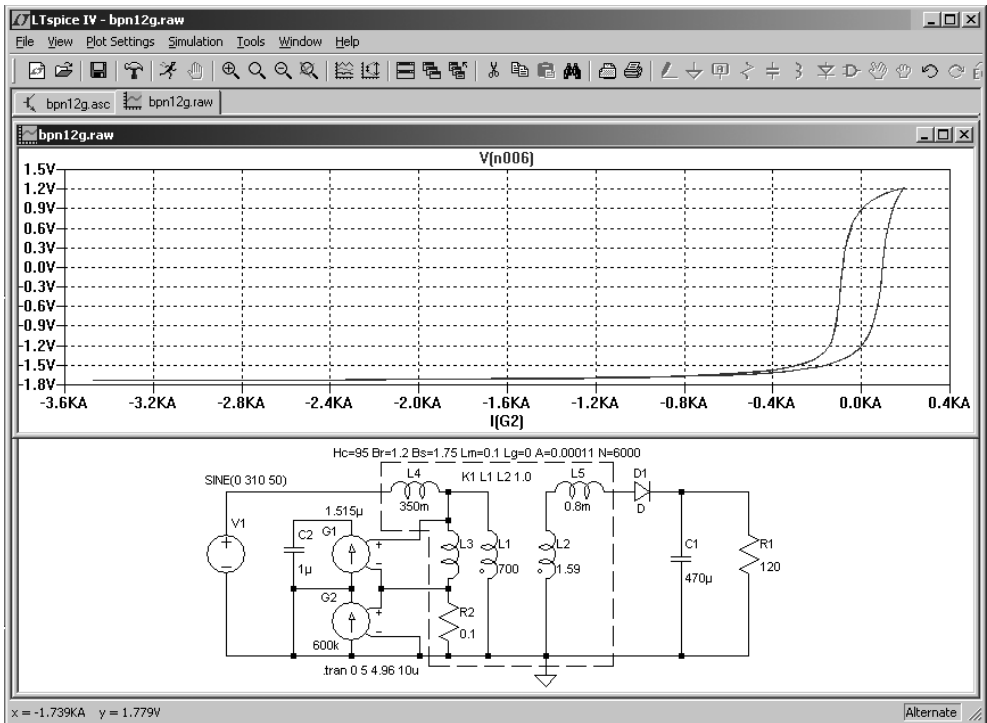 LTspice IV - bpn12g.raw
File View Plot Settings Simulation Tools Window Help
bpn12g.asc bpn12g.raw
bpn12g.raw
V(n006)
1.5V
1.2V
0.9V
0.6V
0.3V
0.0V
-0.3V
-0.6V
-0.9V
-1.2V
-1.5V
-1.8V
-3.6KA -3.2KA -2.8KA -2.4KA -2.0KA -1.6KA -1.2KA -0.8KA -0.4KA 0.0KA 0.4KA
I(G2)
Hc=95 Br=1.2 Bs=1.75 Lm=0.1 Lg=0 A=0.00011 N=6000
SINE(0 310 50) L4 K1 L1 L2 1.0 L5 D1
350m 0.8m D
1.515µ
V1 C2 G1 L3 L1 L2 C1 R1
1µ 700 1.59 470µ 120
G2 R2
600k 0.1
.tran 0 5 4.96 10u
x = -1.739KA y = 1.779V Alternate